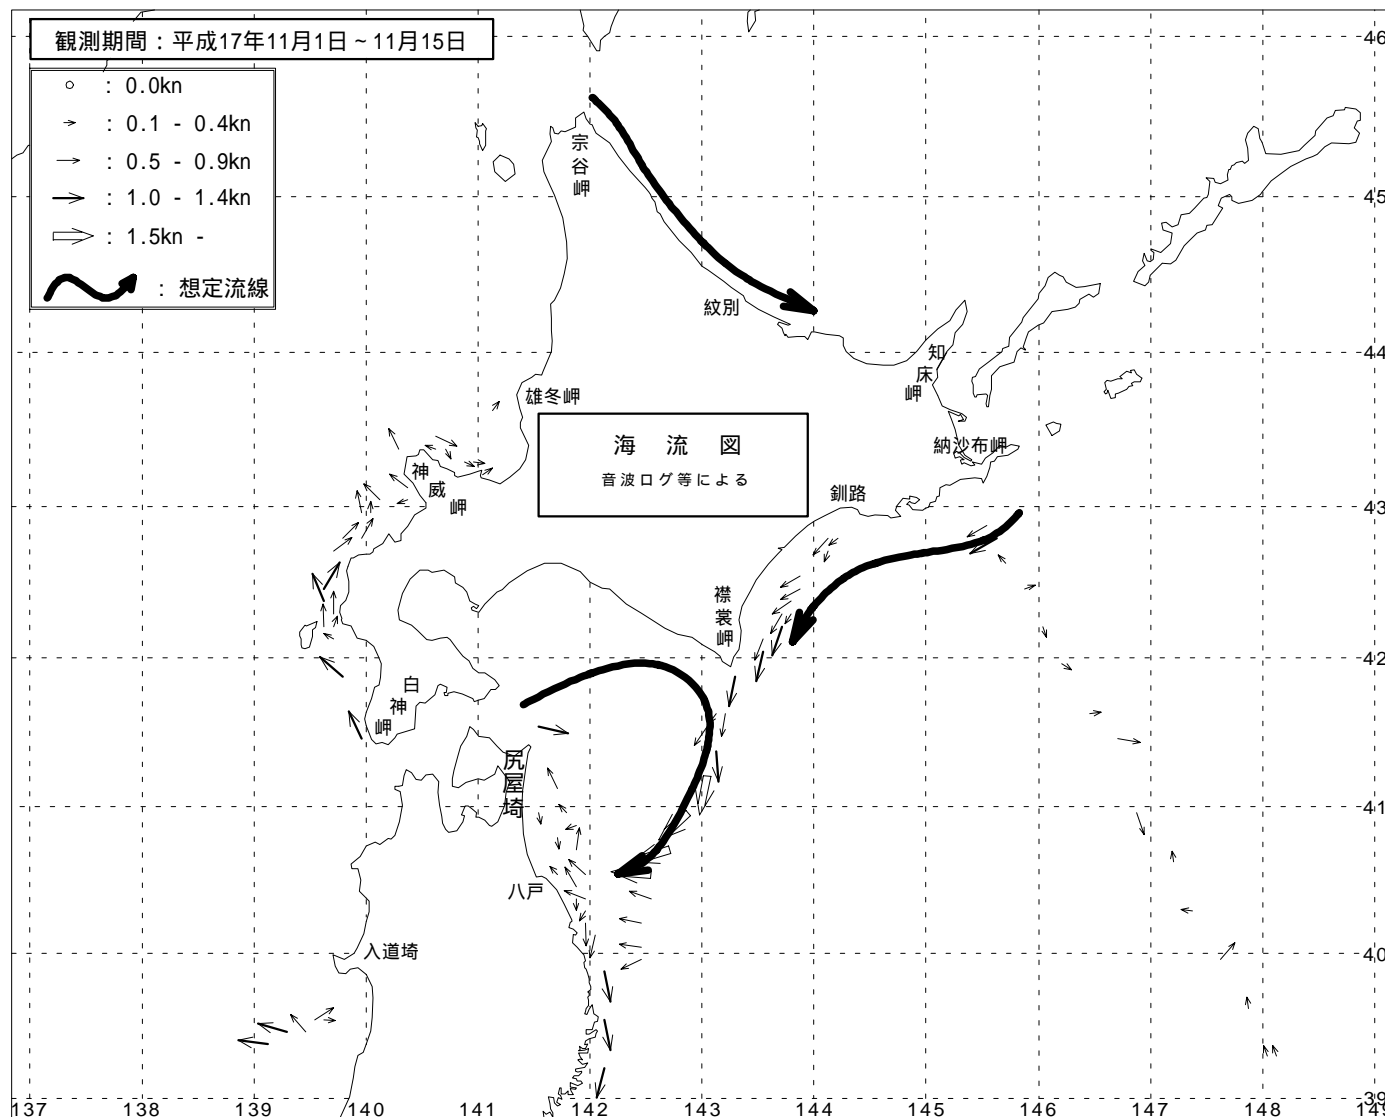 観測期間：平成17年11月1日～11月15日
：0.0kn
：0.1 - 0.4kn
：0.5 - 0.9kn
：1.0 - 1.4kn
：1.5kn -
：想定流線
海 流 図
音波ログ等による
宗谷岬
紋別
知床岬
雄冬岬
納沙布岬
神威岬
釧路
襟裳岬
白神岬
尻屋埼
八戸
入道埼
46
45
44
43
42
41
40
39
137
138
139
140
141
142
143
144
145
146
147
148
149